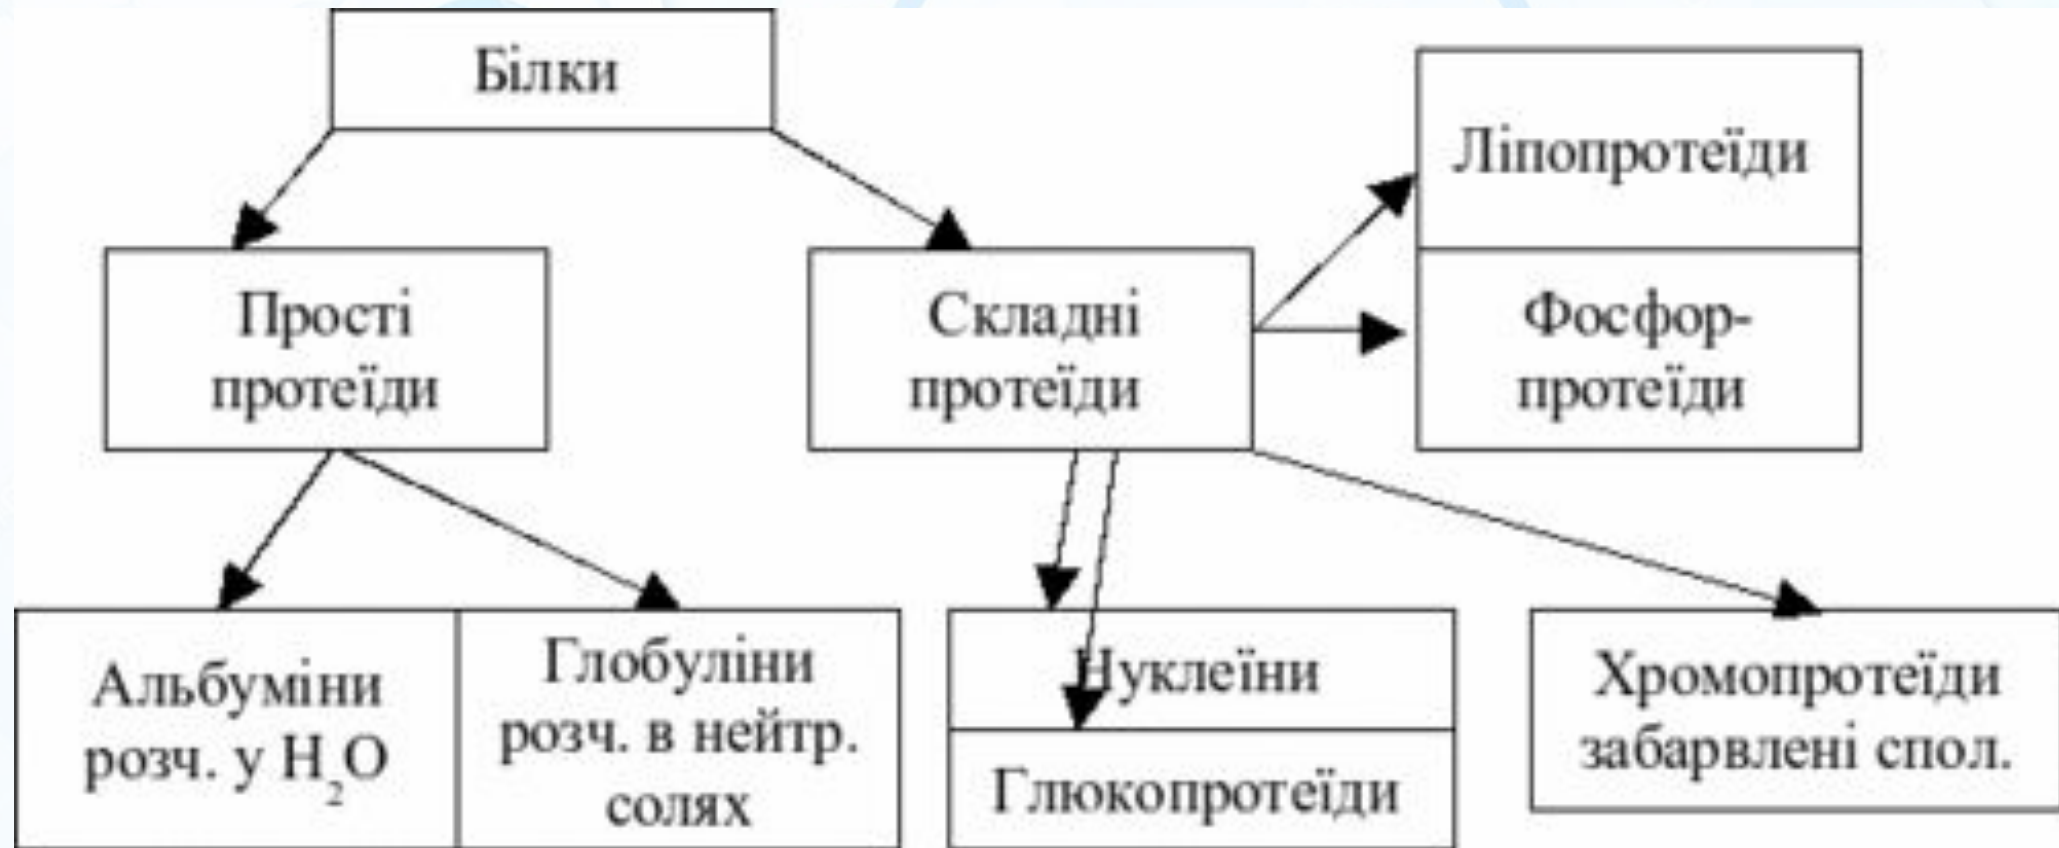 Білки
Ліпопротеїди
Фосфор-
протеїди
Прості
протеїди
Складні
протеїди
Альбуміни
розч. у H₂O
Глобуліни
розч. в нейтр.
солях
Нуклеїни
Глюкопротеїди
Хромопротеїди
забарвлені спол.